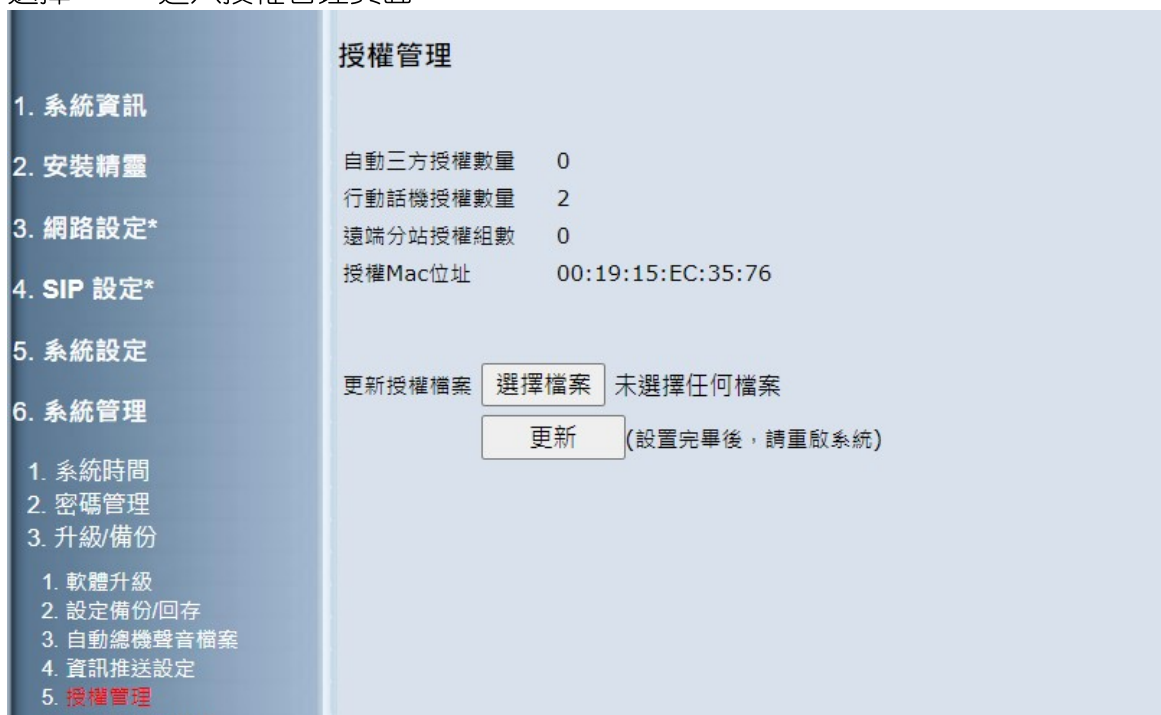 授權管理
1. 系統資訊
2. 安裝精靈
3. 網路設定*
4. SIP 設定*
5. 系統設定
6. 系統管理
1. 系統時間
2. 密碼管理
3. 升級/備份
1. 軟體升級
2. 設定備份/回存
3. 自動總機聲音檔案
4. 資訊推送設定
5. 授權管理
自動三方授權數量 0
行動話機授權數量 2
遠端分站授權組數 0
授權Mac位址 00:19:15:EC:35:76
更新授權檔案 選擇檔案 未選擇任何檔案
更新 (設置完畢後，請重啟系統)